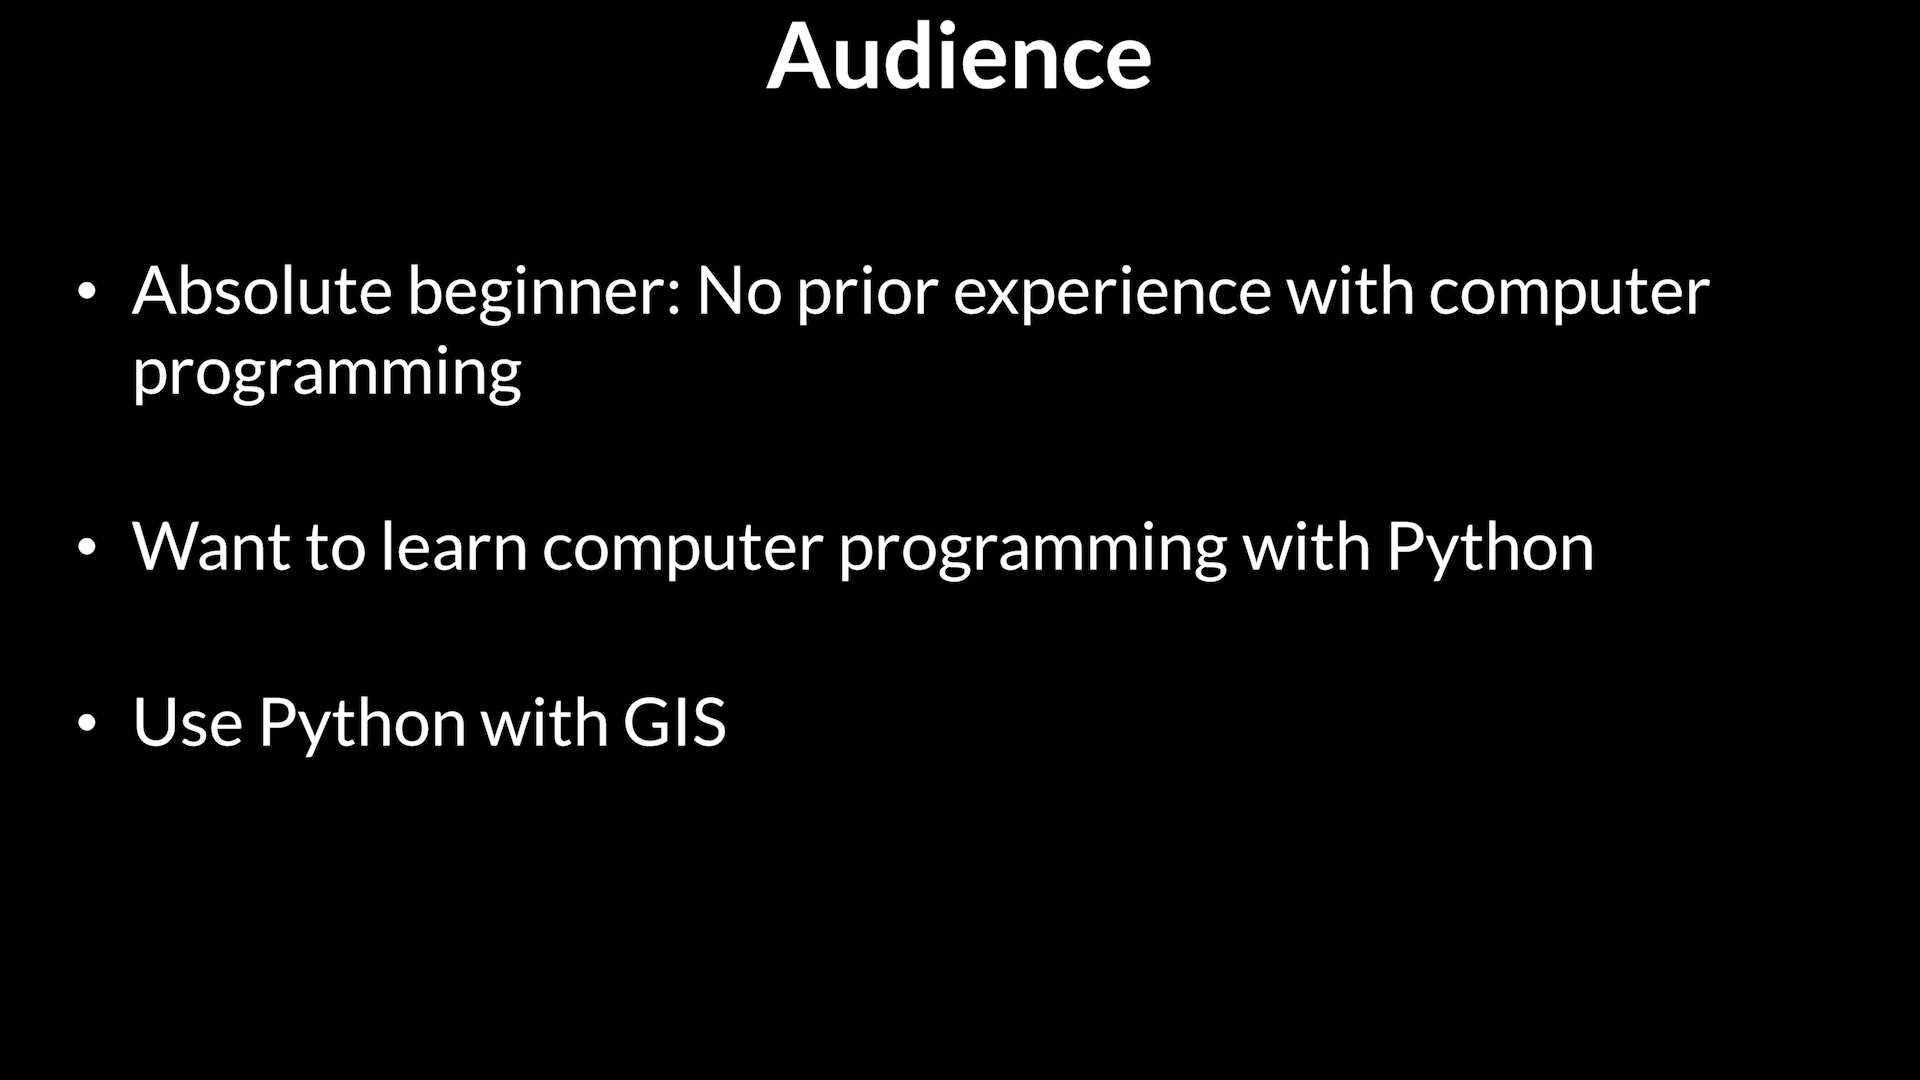 Audience
• Absolute beginner: No prior experience with computer
programming
• Want to learn computer programming with Python
• Use Python with GIS